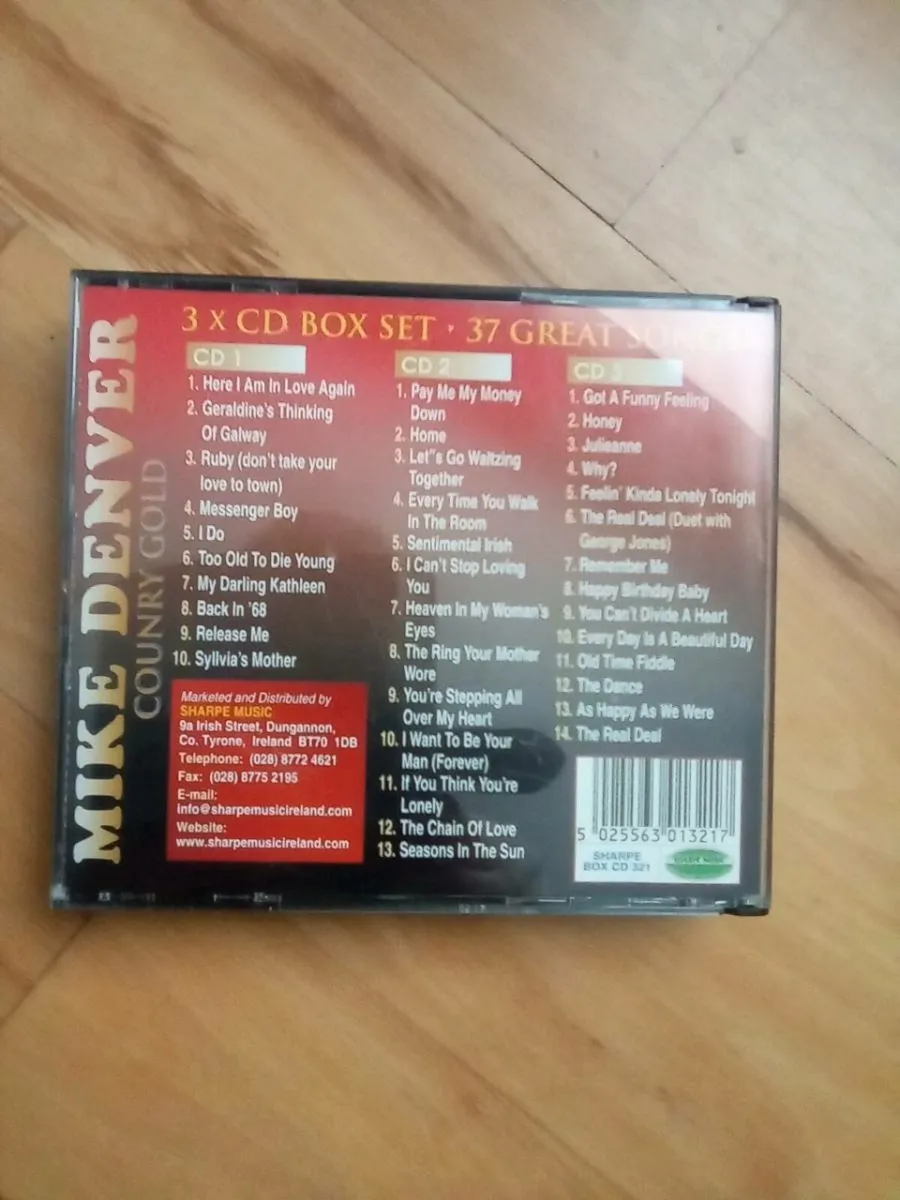 MIKE DENVER
COUNRY GOLD
3 X CD BOX SET · 37 GREAT SONGS
CD 1
1. Here I Am In Love Again
2. Geraldine's Thinking
Of Galway
3. Ruby (don't take your
love to town)
4. Messenger Boy
5. I Do
6. Too Old To Die Young
7. My Darling Kathleen
8. Back In '68
9. Release Me
10. Syllvia's Mother
Marketed and Distributed by
SHARPE MUSIC
9a Irish Street, Dungannon,
Co. Tyrone, Ireland BT70 1DB
Telephone: (028) 8772 4621
Fax: (028) 8775 2195
E-mail:
info@sharpemusicireland.com
Website:
www.sharpemusicireland.com
CD 2
1. Pay Me My Money
Down
2. Home
3. Let"s Go Waltzing
Together
4. Every Time You Walk
In The Room
5. Sentimental Irish
6. I Can't Stop Loving
You
7. Heaven In My Woman's
Eyes
8. The Ring Your Mother
Wore
9. You're Stepping All
Over My Heart
10. I Want To Be Your
Man (Forever)
11. If You Think You're
Lonely
12. The Chain Of Love
13. Seasons In The Sun
CD 3
1. Got A Funny Feeling
2. Honey
3. Julieanne
4. Why?
5. Feelin' Kinda Lonely Tonight
6. The Real Deal (Duet with
George Jones)
7. Remember Me
8. Happy Birthday Baby
9. You Can't Divide A Heart
10. Every Day Is A Beautiful Day
11. Old Time Fiddle
12. The Dance
13. As Happy As We Were
14. The Real Deal
5 025563 013217
SHARPE
BOX CD 321